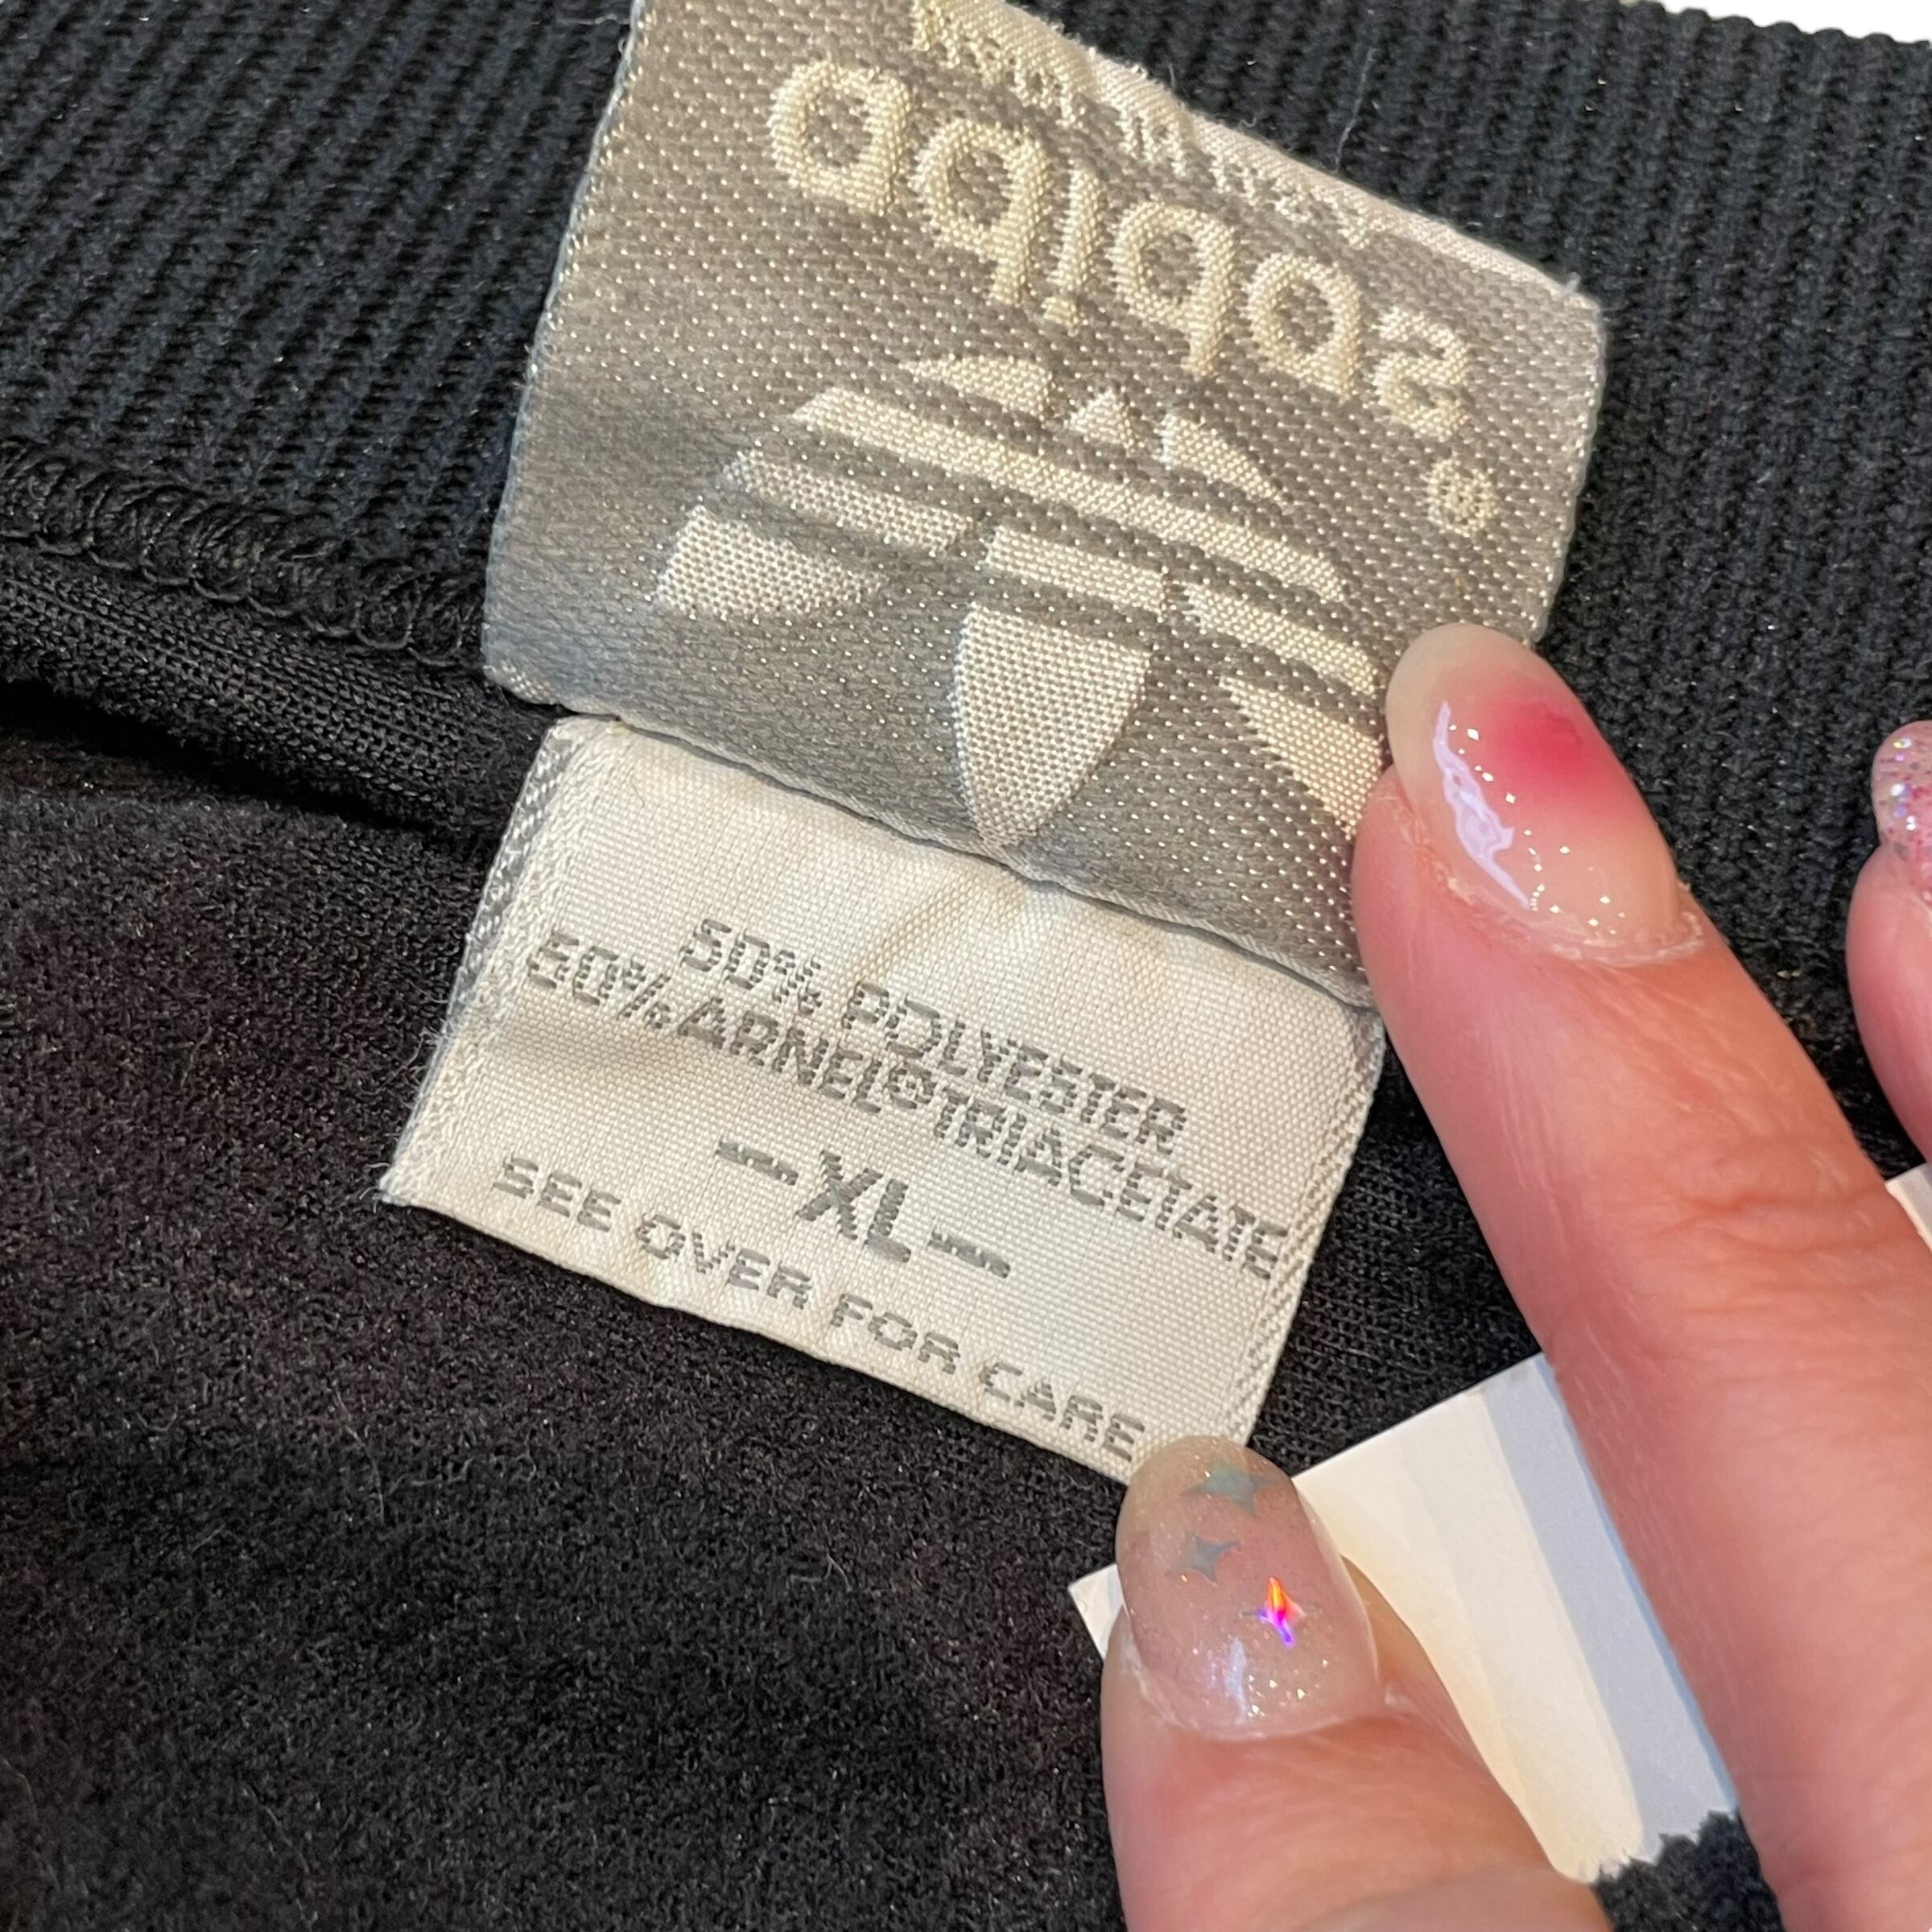 adidas
®
50% POLYESTER
50% ARNEL® TRIACETATE
-XL-
SEE OVER FOR CARE